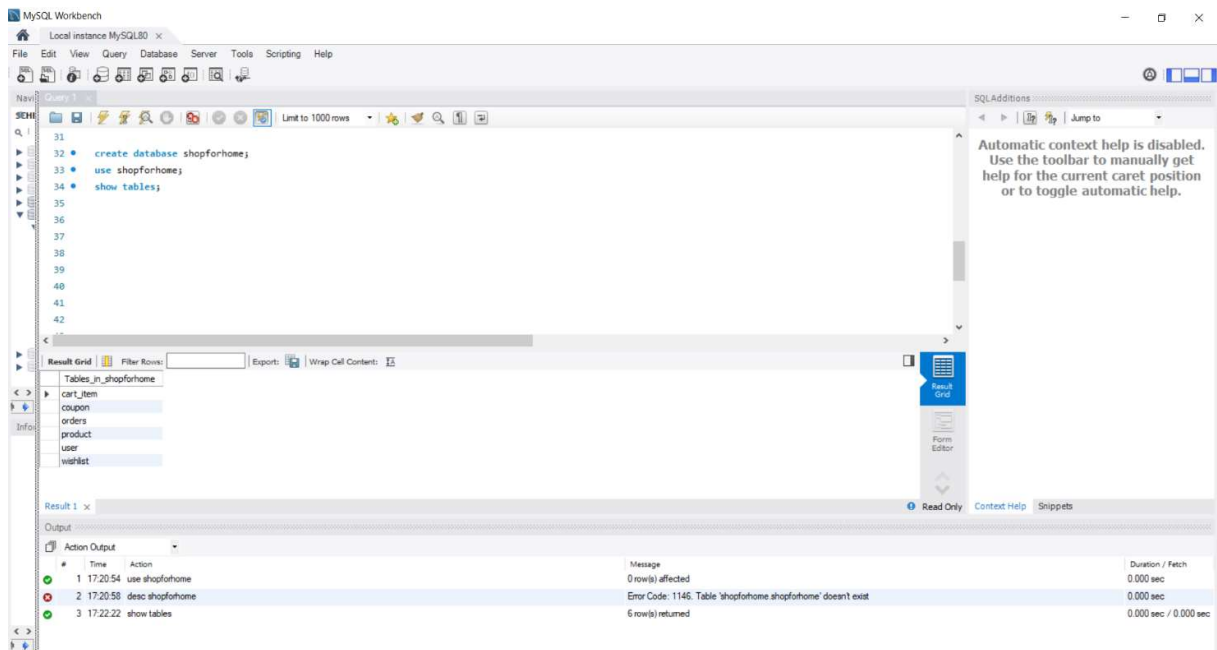 MySQL Workbench
Local instance MySQL80
File Edit View Query Database Server Tools Scripting Help
Navi
Query 1
SQLAdditions
SCHE
Limit to 1000 rows
Jump to
31
32 create database shopforhome;
33 use shopforhome;
34 show tables;
35
36
37
38
39
40
41
42
Automatic context help is disabled.
Use the toolbar to manually get
help for the current caret position
or to toggle automatic help.
Result Grid Filter Rows: Export: Wrap Cell Content:
Tables_in_shopforhome
cart_item
coupon
orders
product
user
wishlist
Result
Grid
Form
Editor
Infor
Result 1
Read Only
Context Help Snippets
Output
Action Output
# Time Action Message Duration / Fetch
1 17:20:54 use shopforhome 0 row(s) affected 0.000 sec
2 17:20:58 desc shopforhome Error Code: 1146. Table 'shopforhome.shopforhome' doesn't exist 0.000 sec
3 17:22:22 show tables 6 row(s) returned 0.000 sec / 0.000 sec